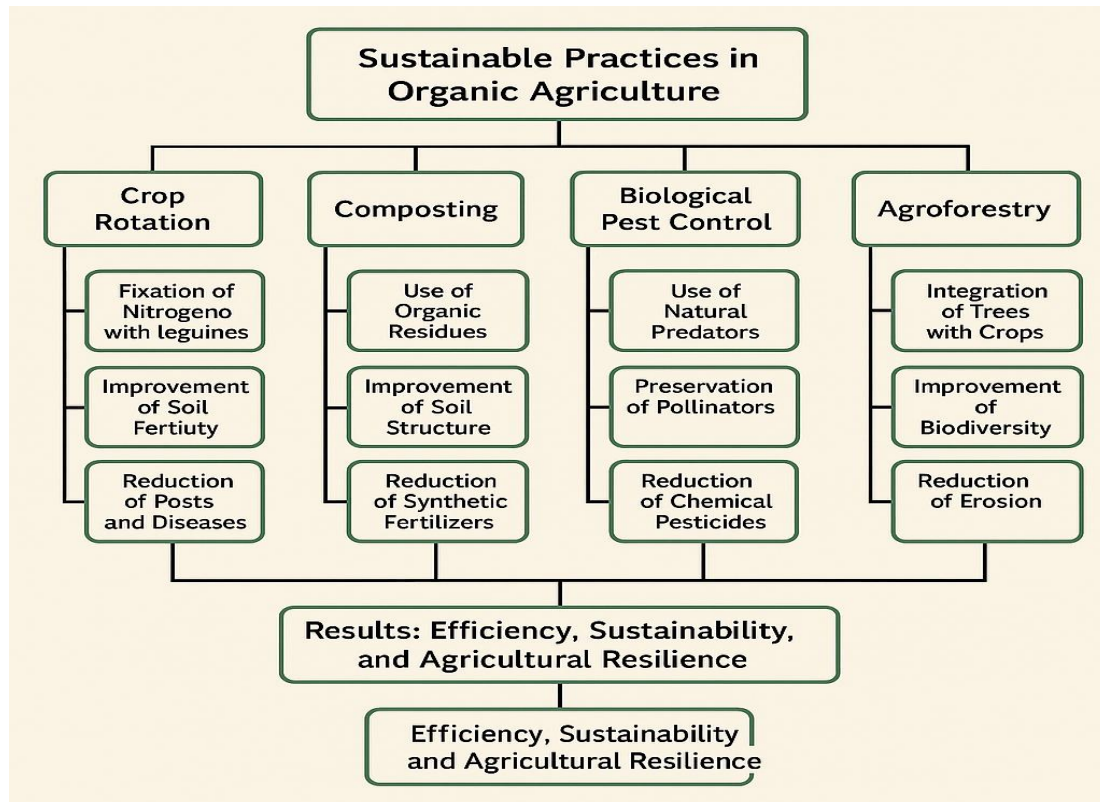 Sustainable Practices in
Organic Agriculture
Crop
Rotation
Composting
Biological
Pest Control
Agroforestry
Fixation of
Nitrogeno
with leguines
Use of
Organic
Residues
Use of
Natural
Predators
Integration
of Trees
with Crops
Improvement
of Soil
Fertiuty
Improvement
of Soil
Structure
Preservation
of Pollinators
Improvement
of
Biodiversity
Reduction
of Posts
and Diseases
Reduction
of Synthetic
Fertilizers
Reduction
of Chemical
Pesticides
Reduction
of Erosion
Results: Efficiency, Sustainability,
and Agricultural Resilience
Efficiency, Sustainability
and Agricultural Resilience